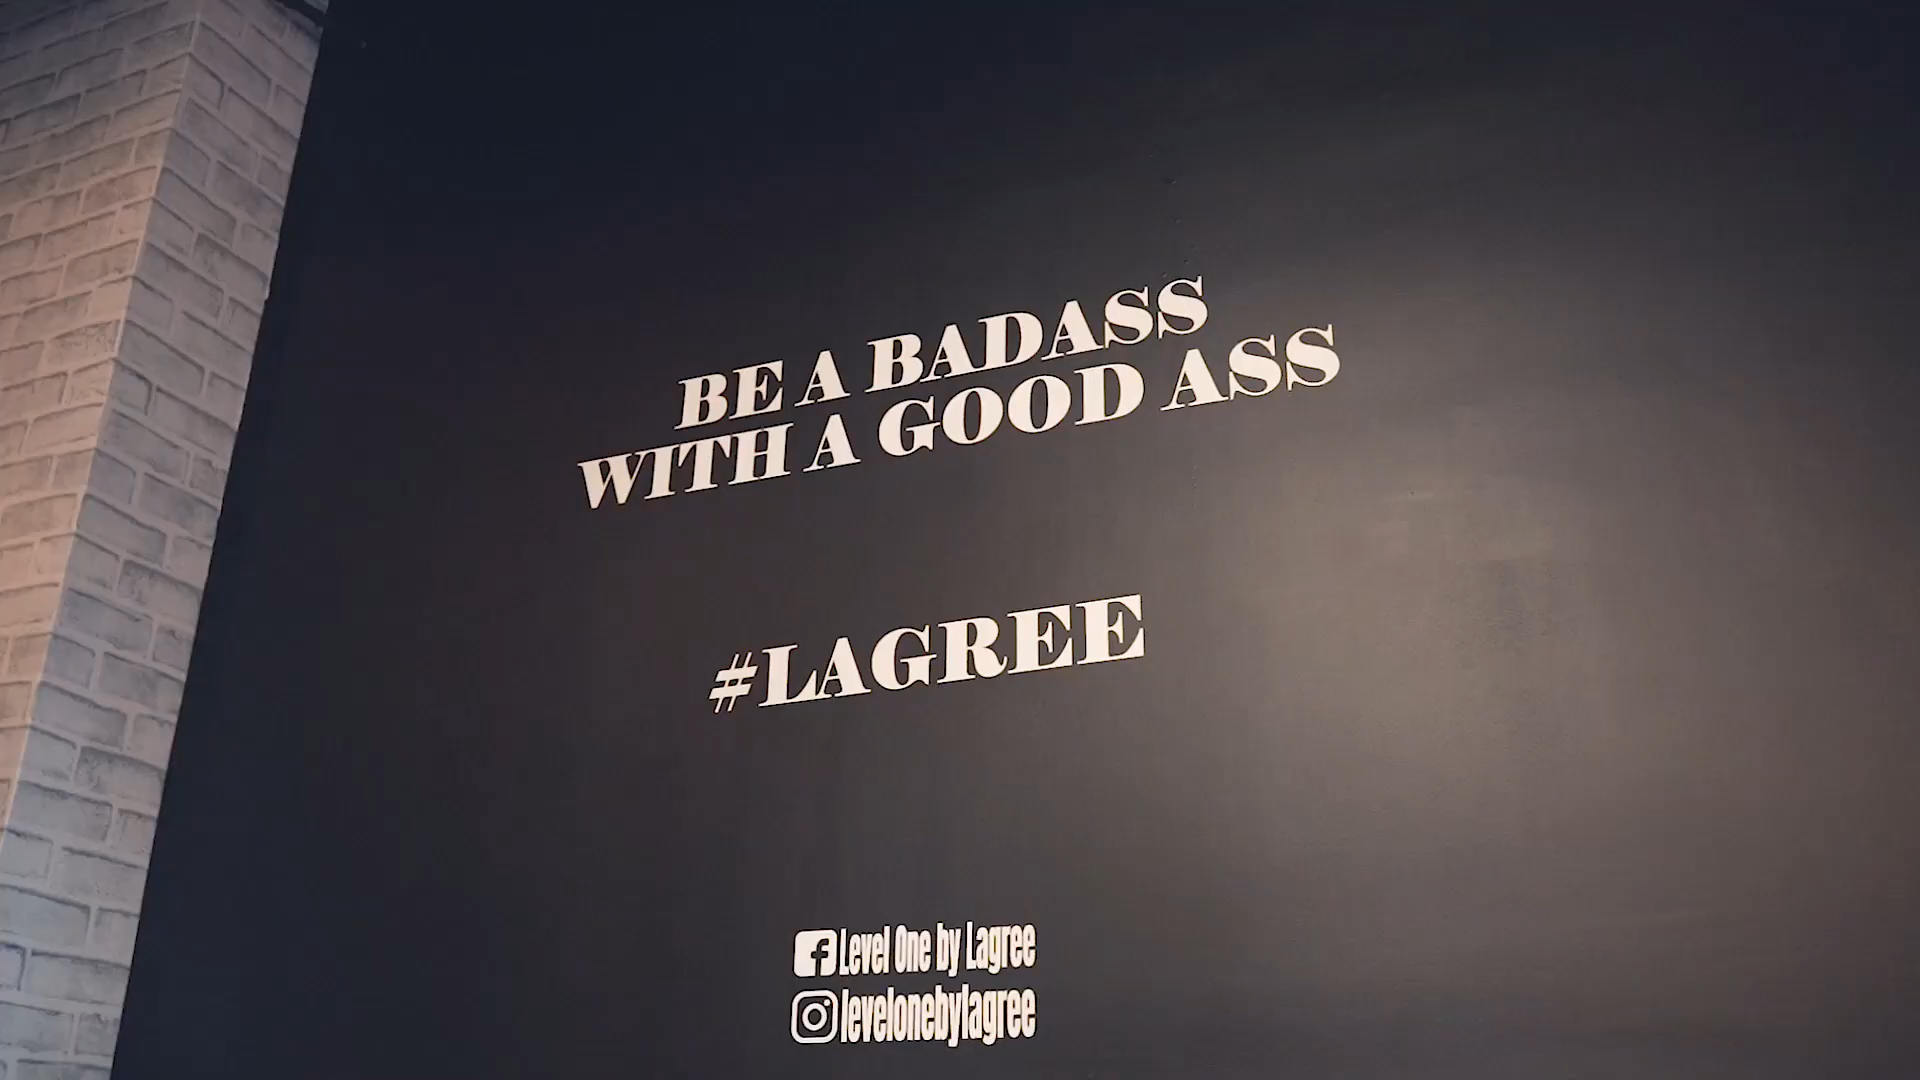 BE A BADASS
WITH A GOOD ASS
#LAGREE
Level One by Lagree
levelonebylagree